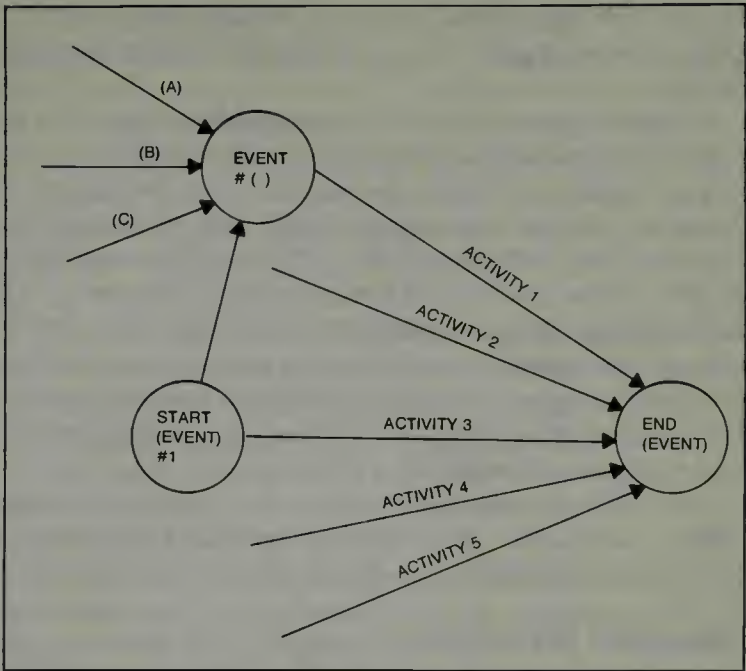 (A)
(B)
(C)
EVENT
# ( )
ACTIVITY 1
ACTIVITY 2
START
(EVENT)
#1
ACTIVITY 3
END
(EVENT)
ACTIVITY 4
ACTIVITY 5